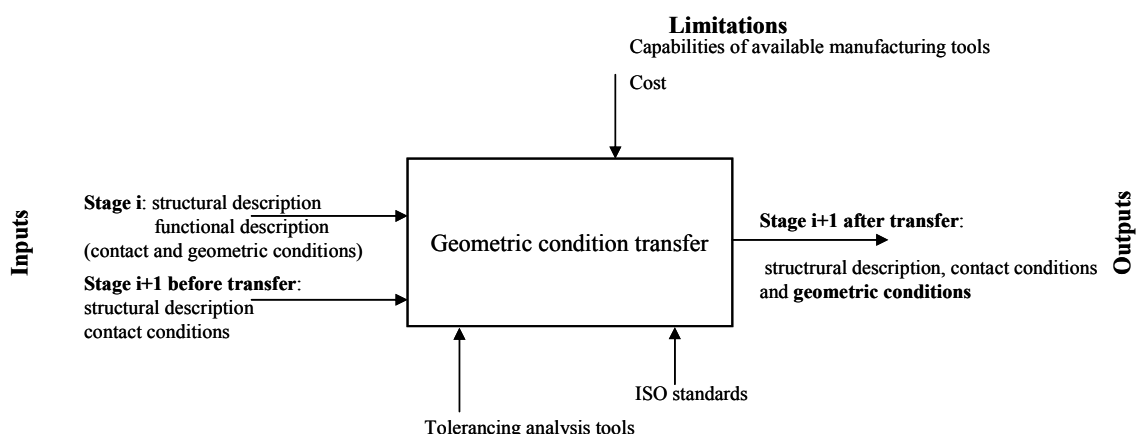 Limitations
Capabilities of available manufacturing tools
Cost
Inputs
Stage i: structural description
functional description
(contact and geometric conditions)
Stage i+1 before transfer:
structural description
contact conditions
Geometric condition transfer
Stage i+1 after transfer:
structrural description, contact conditions
and geometric conditions
Outputs
ISO standards
Tolerancing analysis tools